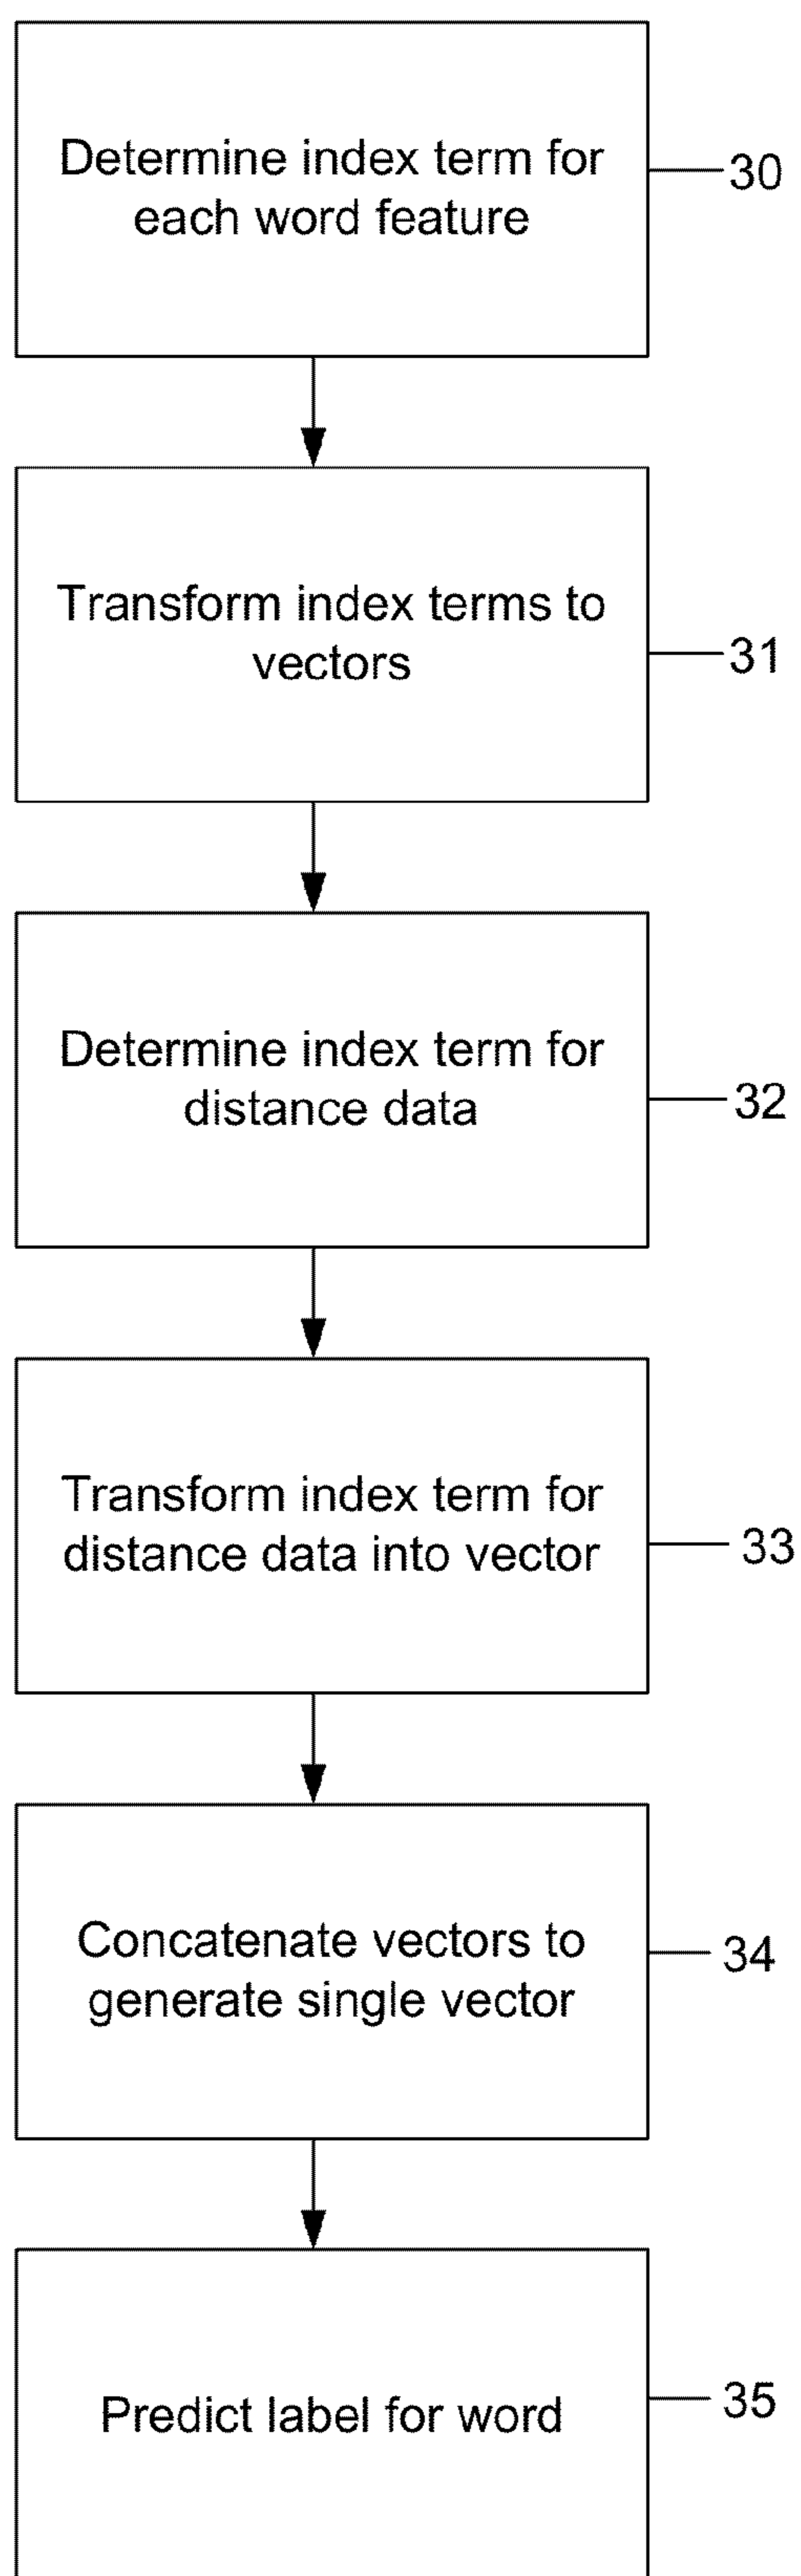 Determine index term for
each word feature
30
Transform index terms to
vectors
31
Determine index term for
distance data
32
Transform index term for
distance data into vector
33
Concatenate vectors to
generate single vector
34
Predict label for word
35